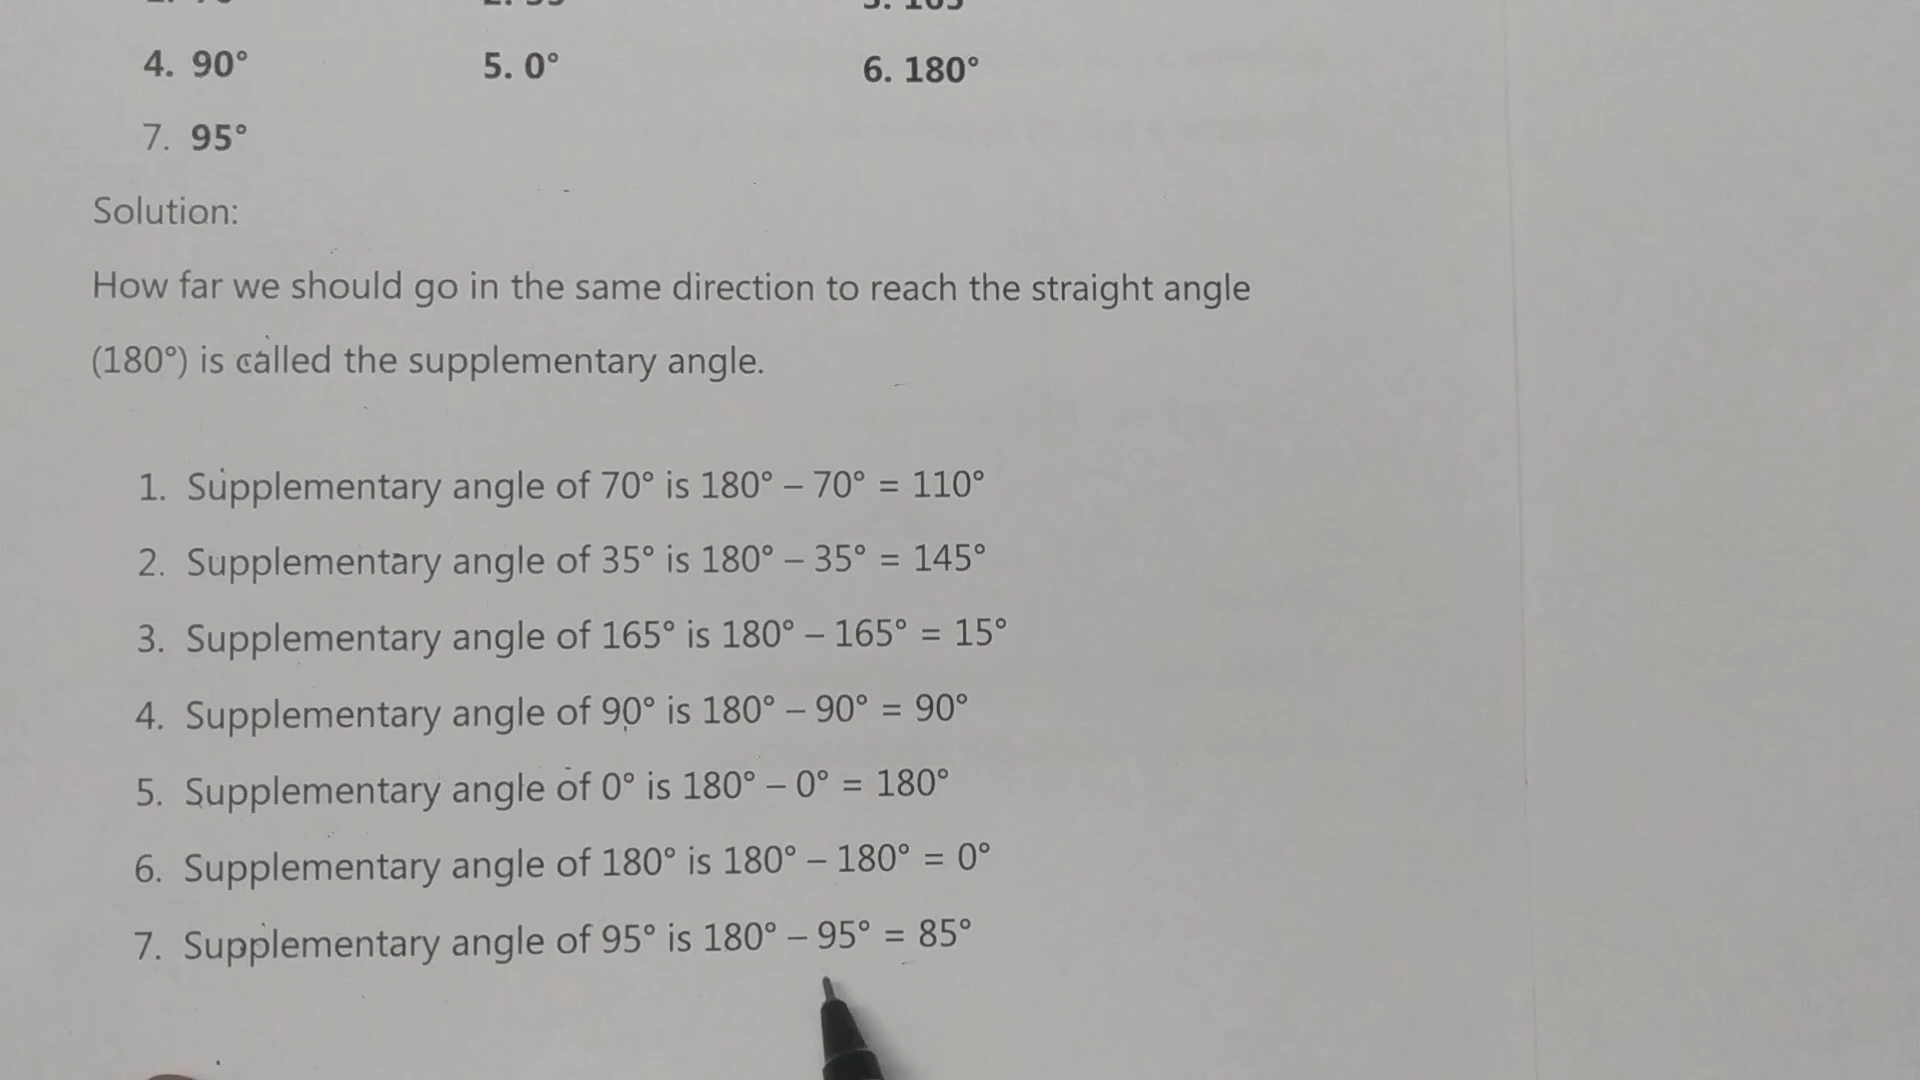 4. 90° 5. 0° 6. 180°
7. 95°
Solution:
How far we should go in the same direction to reach the straight angle
(180°) is called the supplementary angle.
1. Supplementary angle of 70° is 180° – 70° = 110°
2. Supplementary angle of 35° is 180° – 35° = 145°
3. Supplementary angle of 165° is 180° – 165° = 15°
4. Supplementary angle of 90° is 180° – 90° = 90°
5. Supplementary angle of 0° is 180° – 0° = 180°
6. Supplementary angle of 180° is 180° – 180° = 0°
7. Supplementary angle of 95° is 180° – 95° = 85°